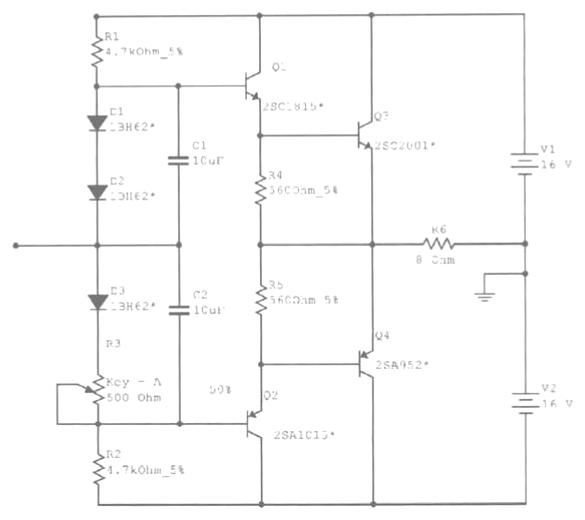 R1
4.7kOhm_5%
Q1
D1
1BH62*
2SC1815*
Q3
C1
10uF
2SC2001*
V1
16 V
D2
1BH62*
R4
560Ohm_5%
R6
8 Ohm
D3
1BH62*
C2
10uF
R5
560Ohm 5%
R3
Q4
Key = A
500 Ohm
50%
Q2
2SA952*
V2
16 V
2SA1015*
R2
4.7kOhm_5%